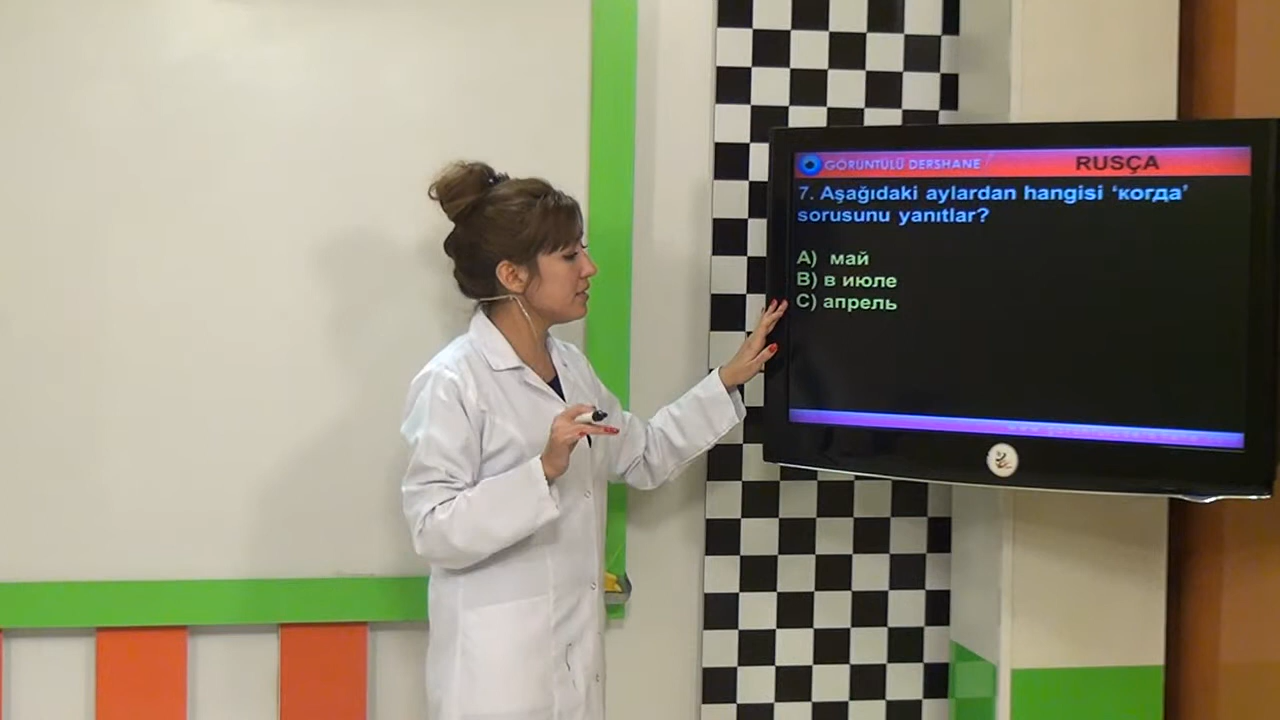 GÖRÜNTÜLÜ DERSHANE
RUSÇA
7. Aşağıdaki aylardan hangisi ‘когда’
sorusunu yanıtlar?
A) май
B) в июле
C) апрель